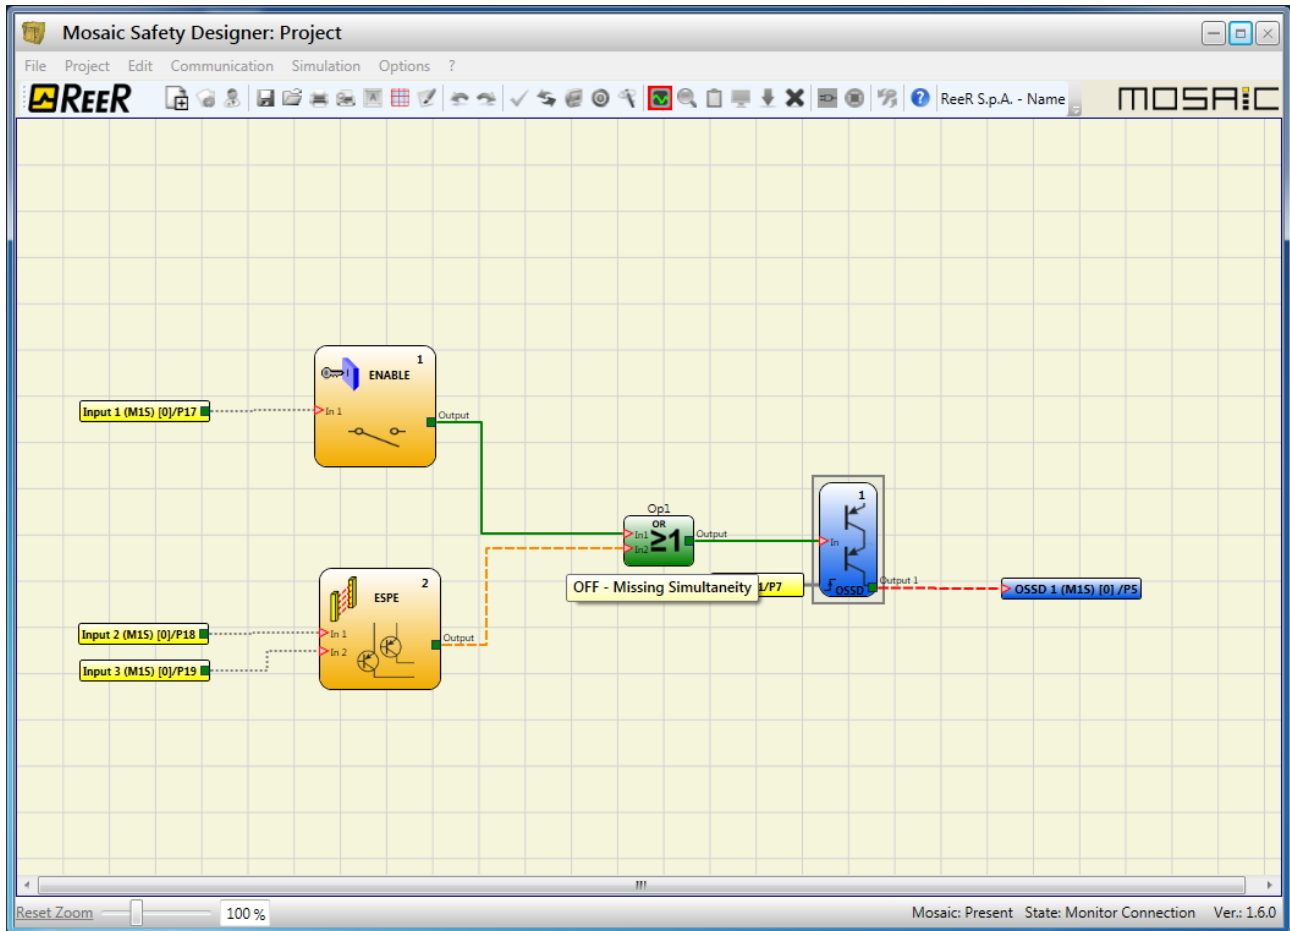 Mosaic Safety Designer: Project
File Project Edit Communication Simulation Options ?
REER
ReeR S.p.A. - Name
MOSAIC
1
ENABLE
Input 1 (M1S) [0]/P17
In 1
Output
2
ESPE
Input 2 (M1S) [0]/P18
In 1
Output
Input 3 (M1S) [0]/P19
In 2
Op1
OR
In1
≥1
Output
In2
OFF - Missing Simultaneity
1/P7
1
In
OSSD
Output 1
OSSD 1 (M1S) [0] /P5
Reset Zoom
100 %
Mosaic: Present State: Monitor Connection Ver.: 1.6.0